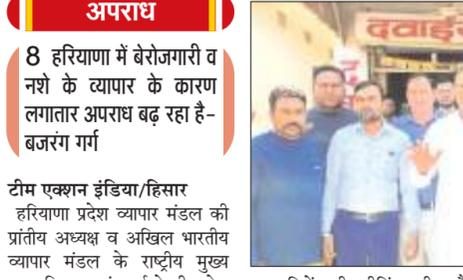 अपराध
8 हरियाणा में बेरोजगारी व
नशे के व्यापार के कारण
लगातार अपराध बढ़ रहा है-
बजरंग गर्ग
टीम एक्शन इंडिया/हिसार
हरियाणा प्रदेश व्यापार मंडल की
प्रांतीय अध्यक्ष व अखिल भारतीय
व्यापार मंडल के राष्ट्रीय मुख्य